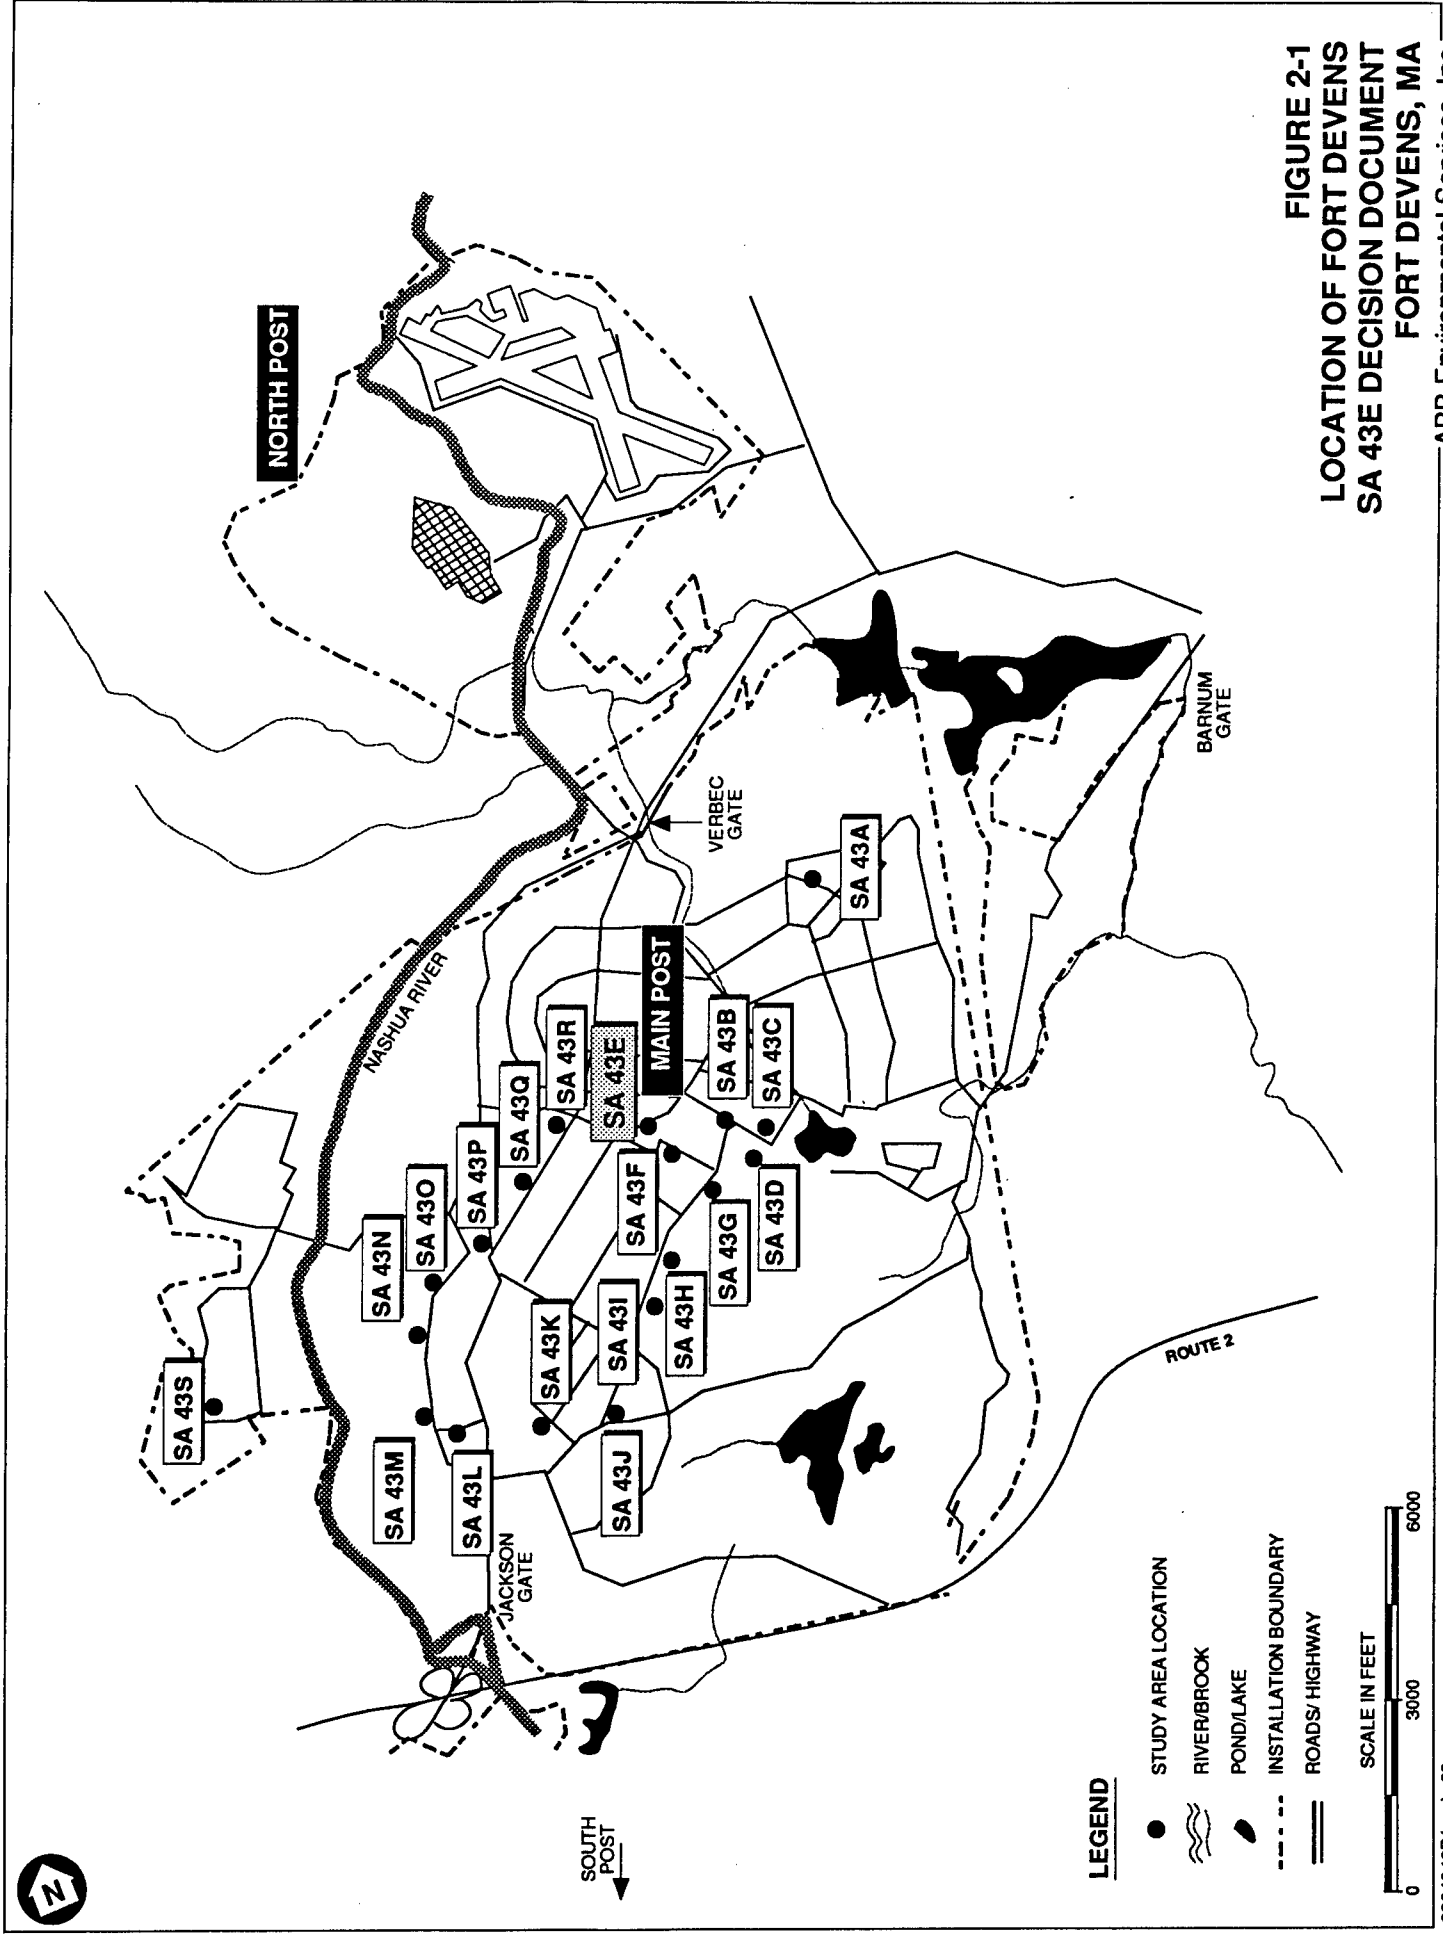 N
NORTH POST
NASHUA RIVER
SA 43S
SA 43N
SA 43O
SA 43P
SA 43Q
SA 43R
SA 43E
MAIN POST
SA 43B
SA 43C
SA 43A
VERBEC
GATE
BARNUM
GATE
SA 43M
SA 43L
SA 43K
SA 43I
SA 43J
SA 43F
SA 43H
SA 43G
SA 43D
JACKSON
GATE
SOUTH
POST
ROUTE 2
LEGEND
STUDY AREA LOCATION
RIVER/BROOK
POND/LAKE
INSTALLATION BOUNDARY
ROADS/ HIGHWAY
SCALE IN FEET
0 3000 6000
FIGURE 2-1
LOCATION OF FORT DEVENS
SA 43E DECISION DOCUMENT
FORT DEVENS, MA